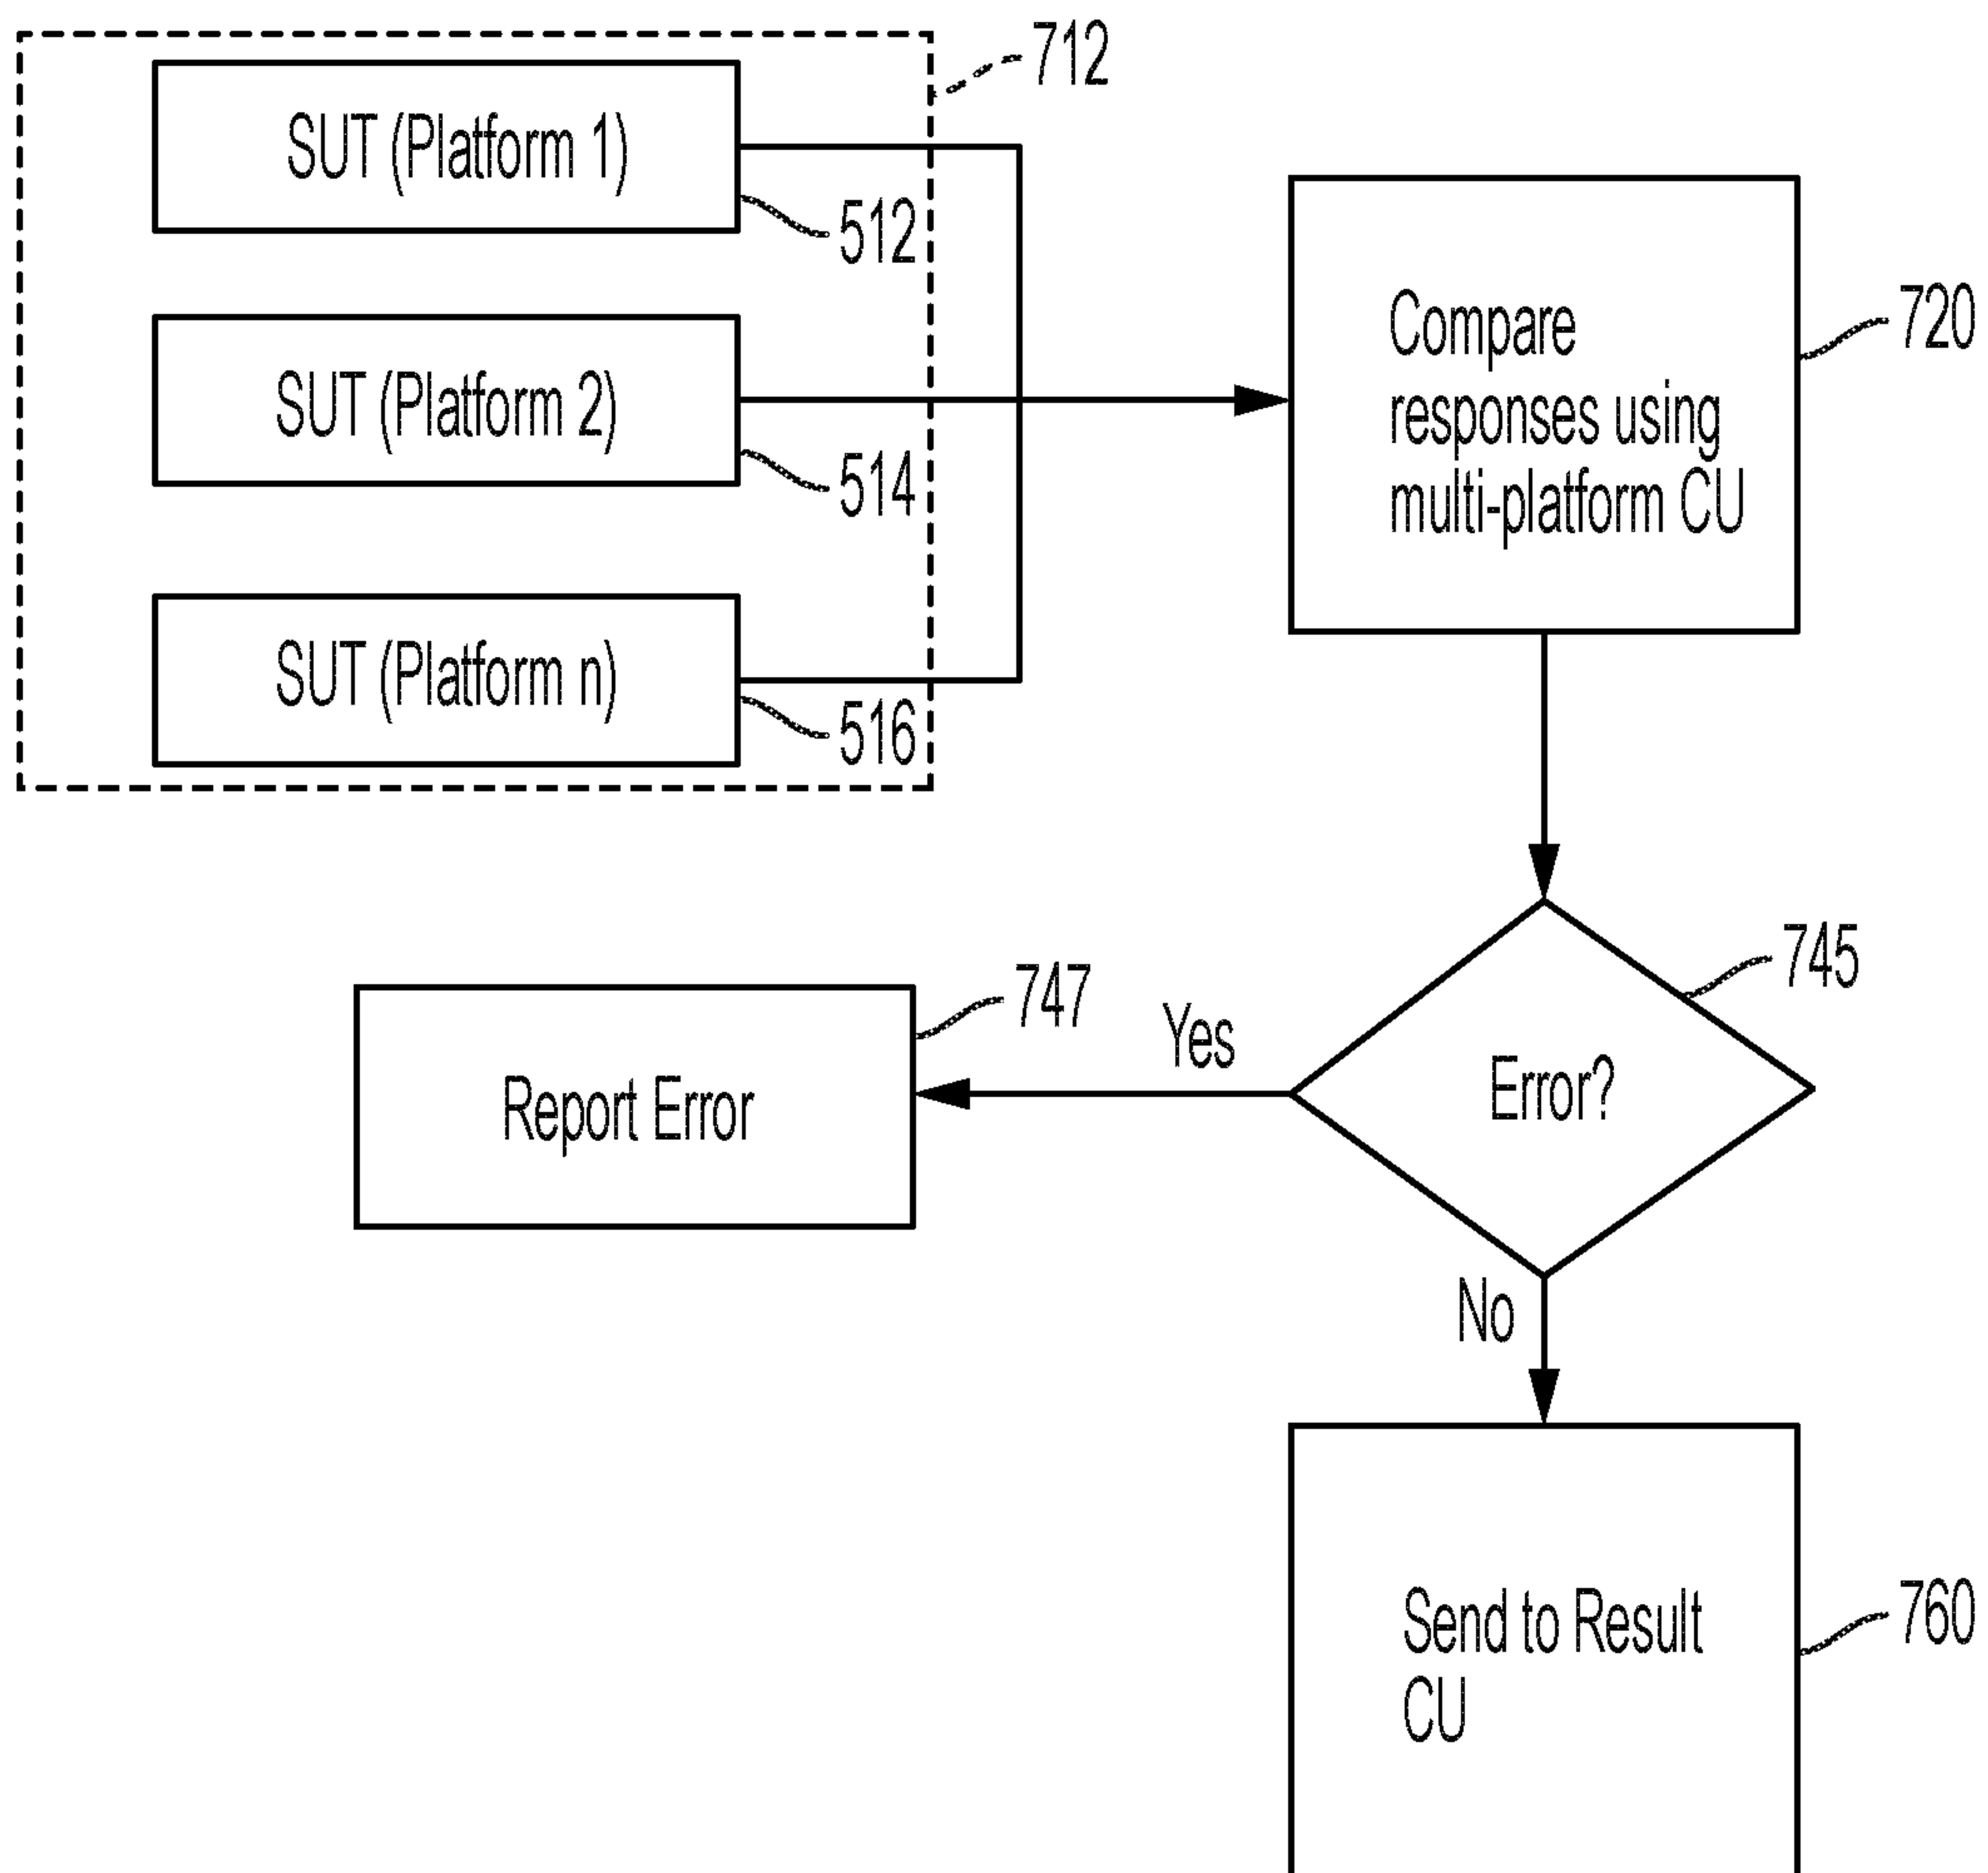 712
SUT (Platform 1)
512
SUT (Platform 2)
514
SUT (Platform n)
516
Compare
responses using
multi-platform CU
720
745
Error?
Yes
747
Report Error
No
Send to Result
CU
760